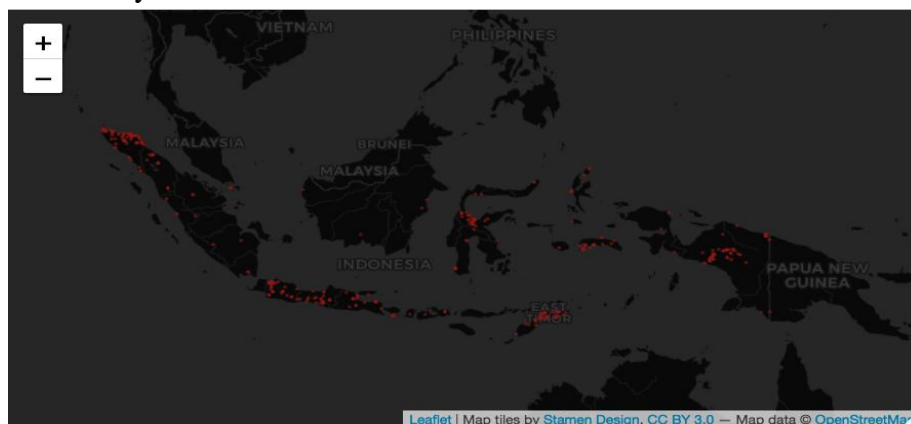 +
−
VIETNAM
PHILIPPINES
MALAYSIA
BRUNEI
MALAYSIA
INDONESIA
EAST
TIMOR
PAPUA NEW
GUINEA
Leaflet | Map tiles by Stamen Design, CC BY 3.0 — Map data © OpenStreetMap